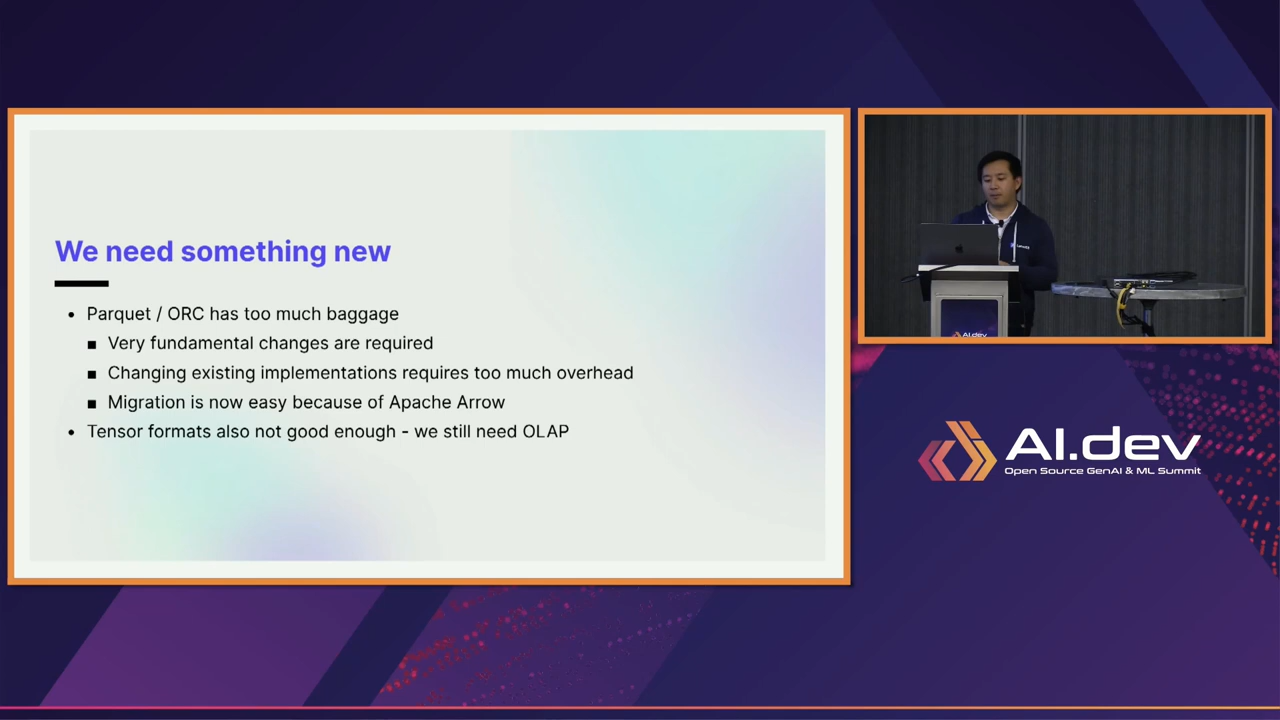 We need something new
• Parquet / ORC has too much baggage
■ Very fundamental changes are required
■ Changing existing implementations requires too much overhead
■ Migration is now easy because of Apache Arrow
• Tensor formats also not good enough - we still need OLAP
AI.dev
AI.dev
Open Source GenAI & ML Summit